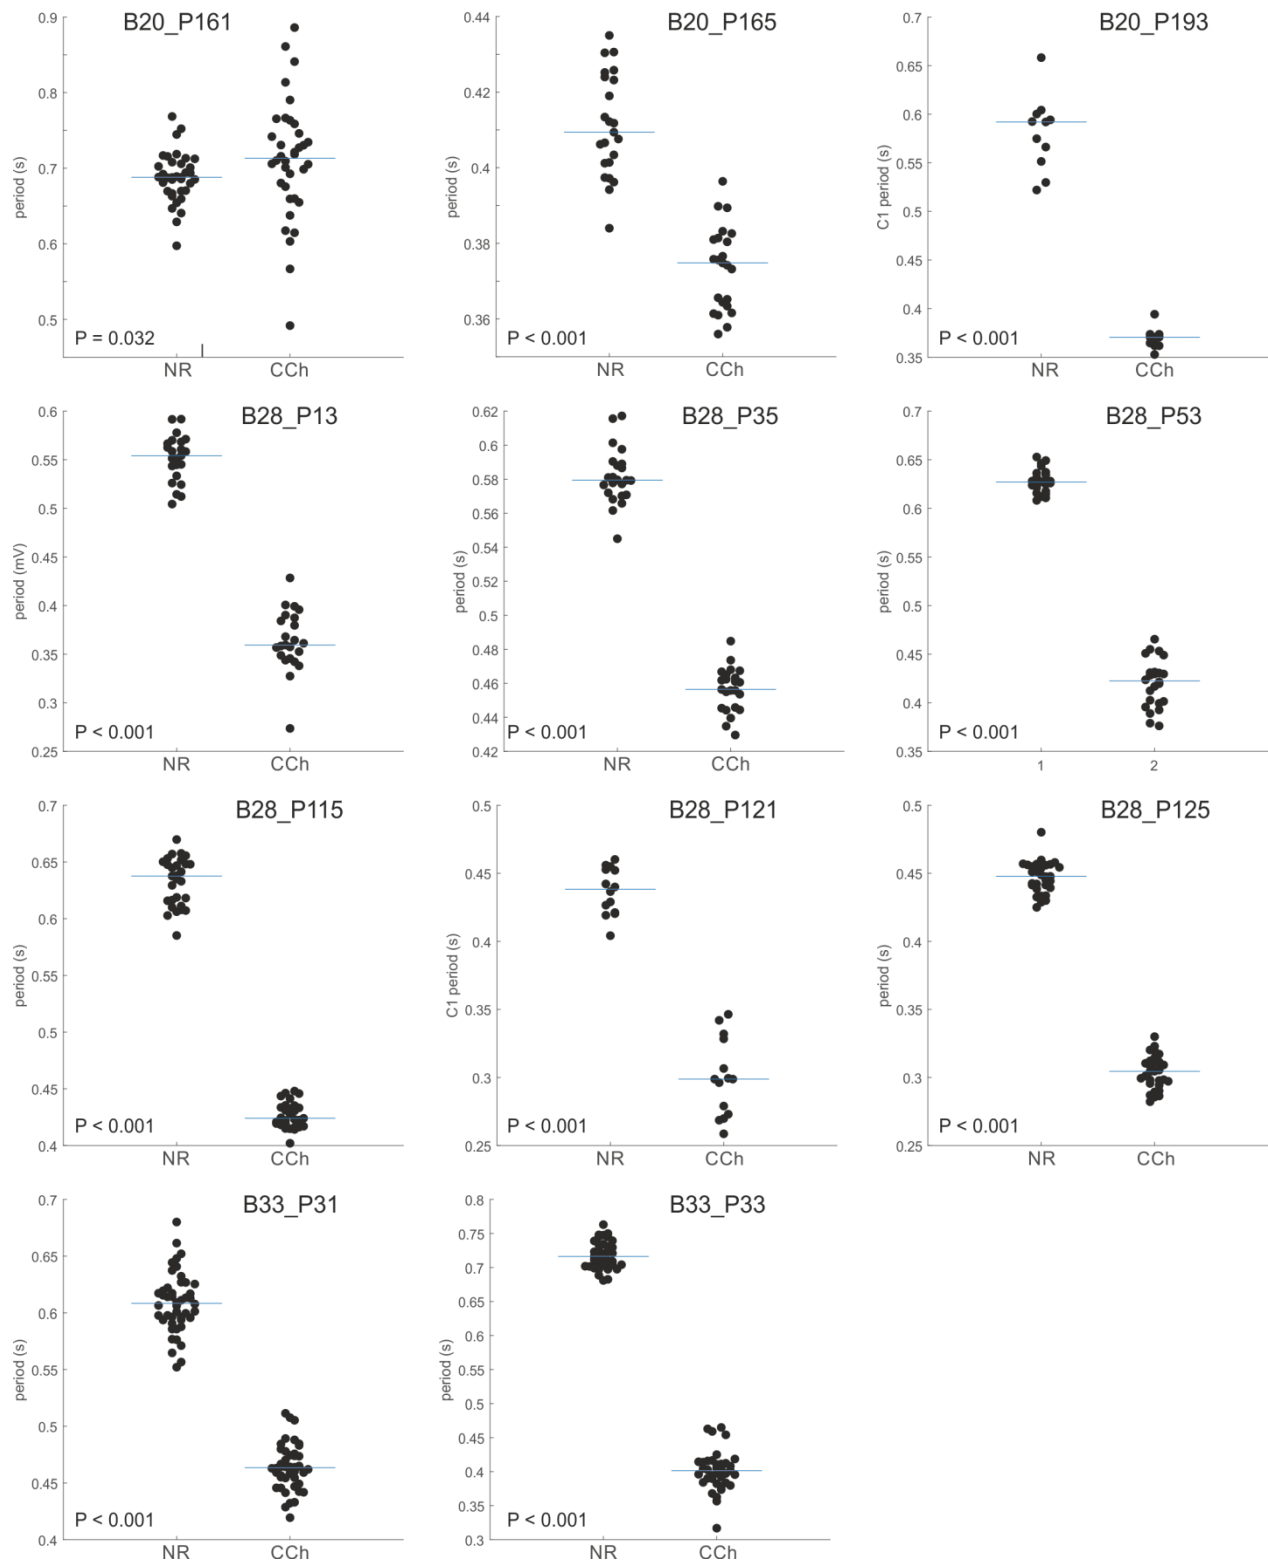 B20_P161
0.9
0.8
0.7
0.6
0.5
period (s)
P = 0.032
NR CCh
B20_P165
0.44
0.42
0.4
0.38
0.36
period (s)
P < 0.001
NR CCh
B20_P193
0.7
0.65
0.6
0.55
0.5
0.45
0.4
0.35
C1 period (s)
P < 0.001
NR CCh
B28_P13
0.6
0.55
0.5
0.45
0.4
0.35
0.3
0.25
period (mV)
P < 0.001
NR CCh
B28_P35
0.62
0.6
0.58
0.56
0.54
0.52
0.5
0.48
0.46
0.44
0.42
period (s)
P < 0.001
NR CCh
B28_P53
0.7
0.65
0.6
0.55
0.5
0.45
0.4
0.35
period (s)
P < 0.001
1 2
B28_P115
0.7
0.65
0.6
0.55
0.5
0.45
0.4
period (s)
P < 0.001
NR CCh
B28_P121
0.5
0.45
0.4
0.35
0.3
0.25
C1 period (s)
P < 0.001
NR CCh
B28_P125
0.5
0.45
0.4
0.35
0.3
0.25
period (s)
P < 0.001
NR CCh
B33_P31
0.7
0.65
0.6
0.55
0.5
0.45
0.4
period (s)
P < 0.001
NR CCh
B33_P33
0.8
0.75
0.7
0.65
0.6
0.55
0.5
0.45
0.4
0.35
0.3
period (s)
P < 0.001
NR CCh